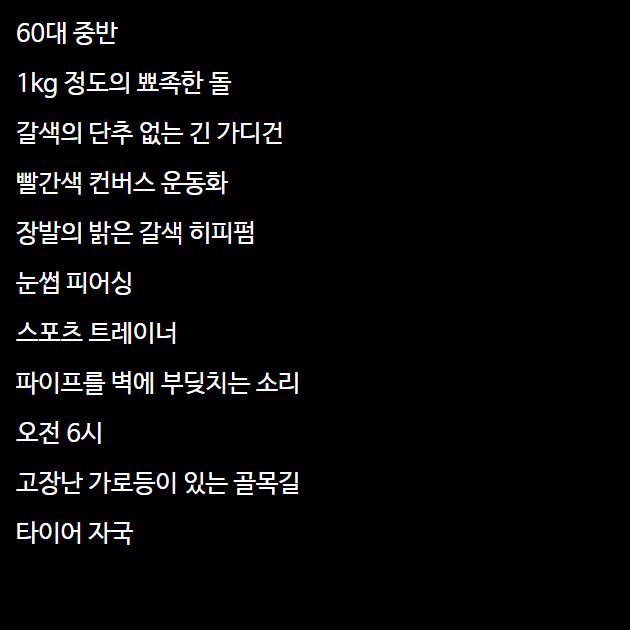 60대 중반
1kg 정도의 뾰족한 돌
갈색의 단추 없는 긴 가디건
빨간색 컨버스 운동화
장발의 밝은 갈색 히피펌
눈썹 피어싱
스포츠 트레이너
파이프를 벽에 부딪치는 소리
오전 6시
고장난 가로등이 있는 골목길
타이어 자국